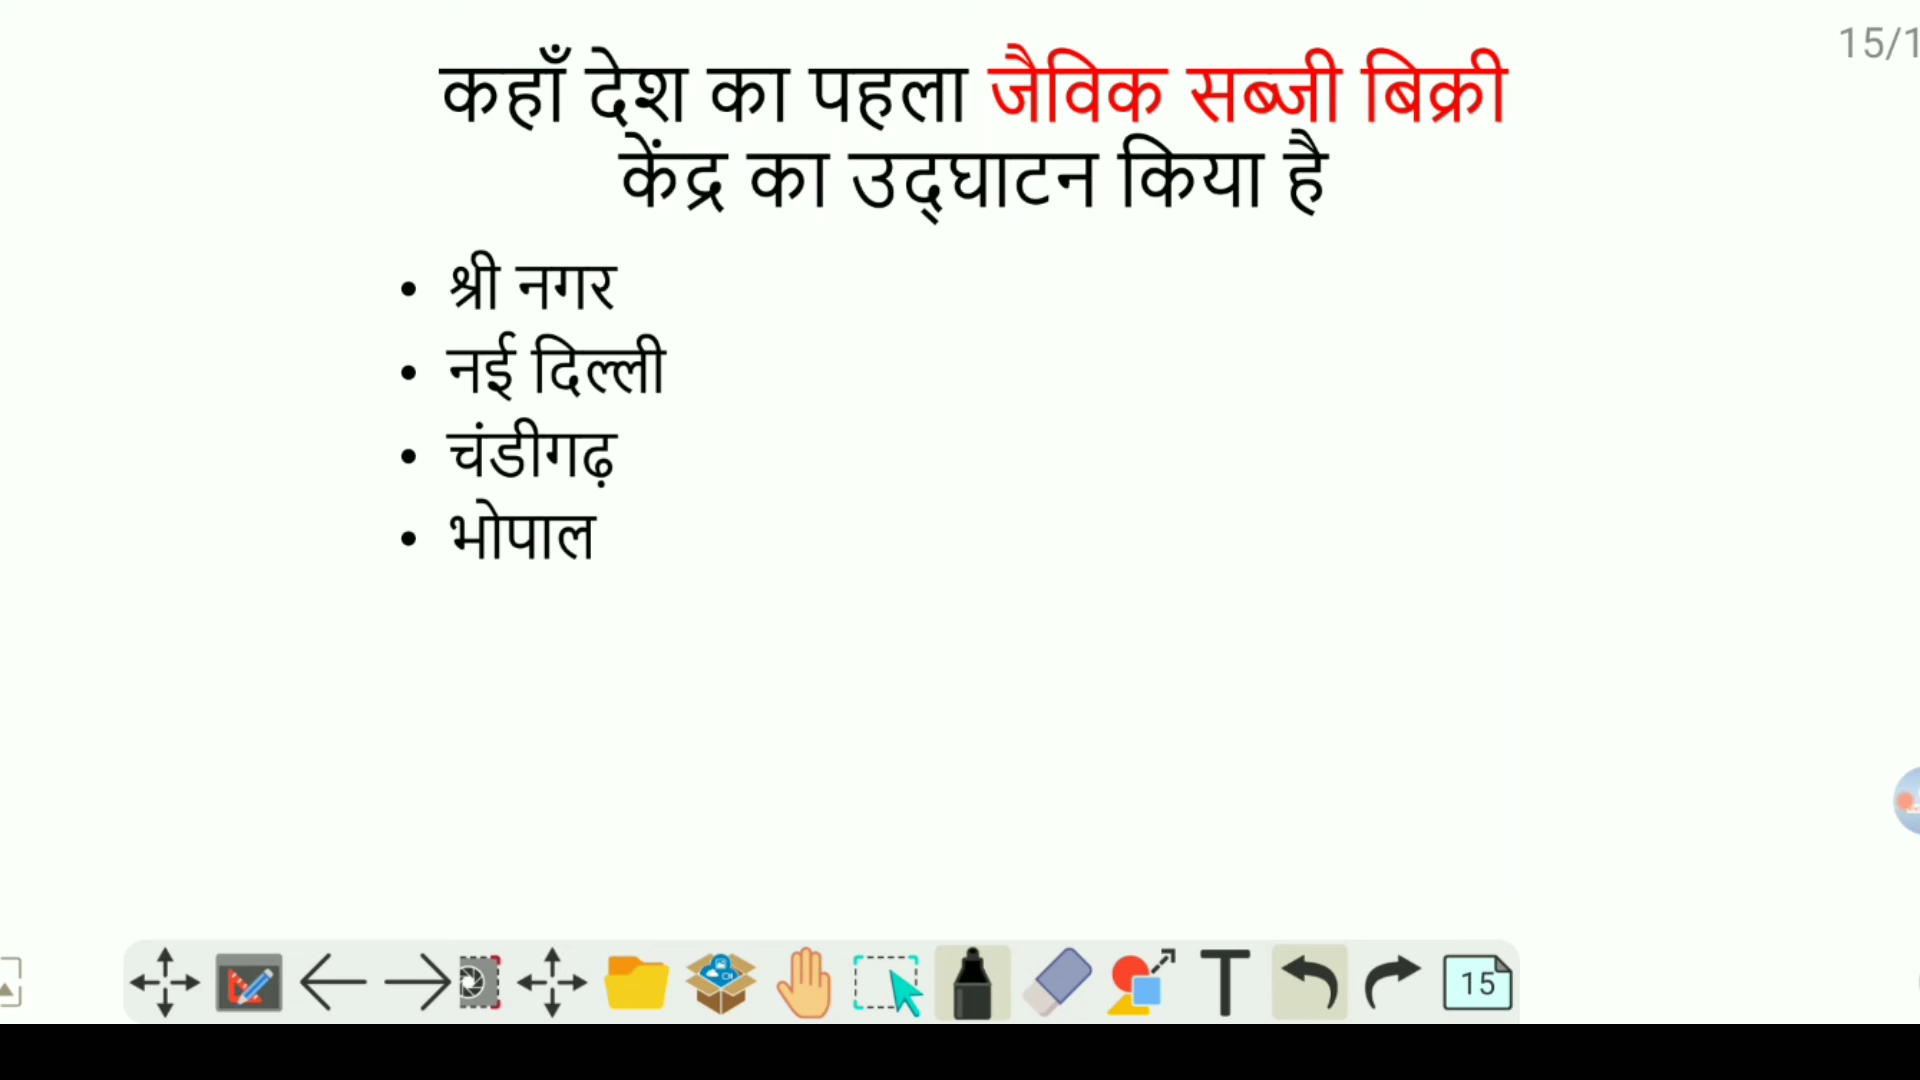 15/1
कहाँ देश का पहला जैविक सब्जी बिक्री
केंद्र का उद्घाटन किया है
• श्री नगर
• नई दिल्ली
• चंडीगढ़
• भोपाल
T
15